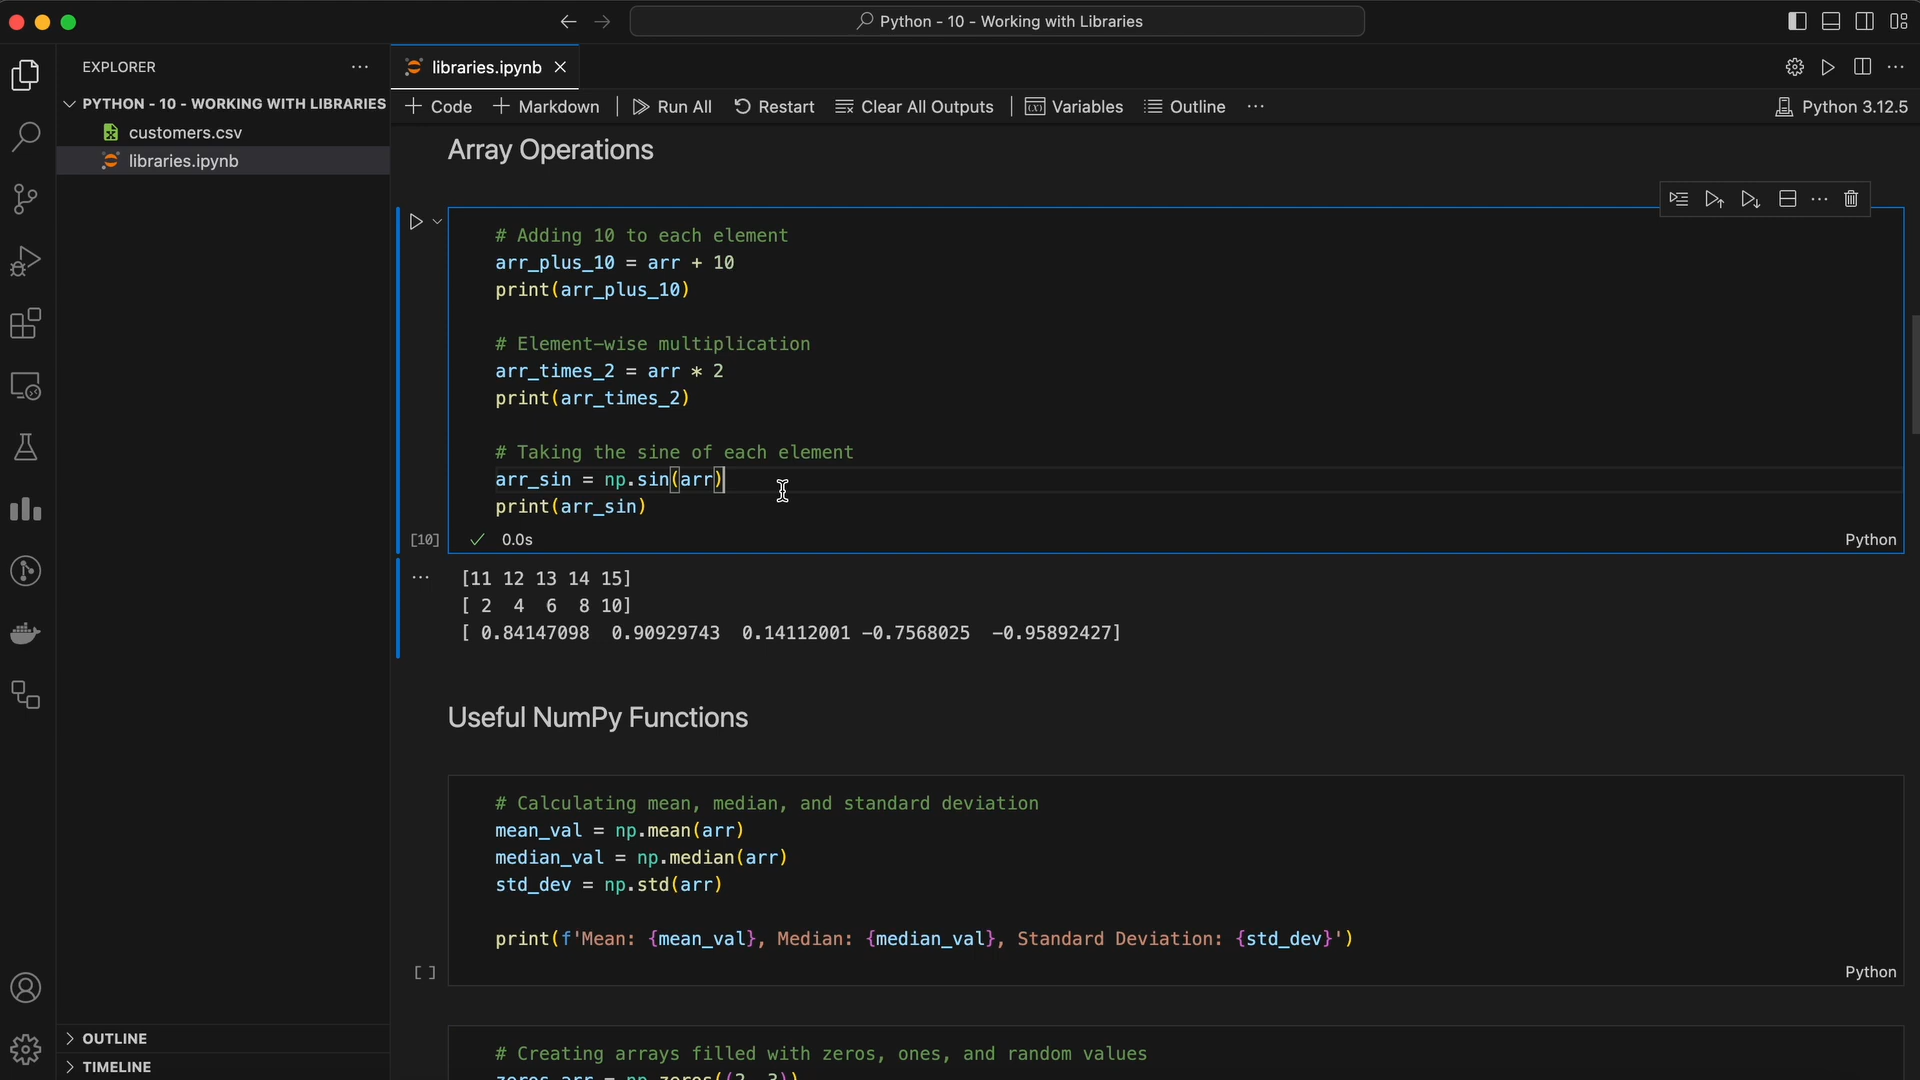 Python - 10 - Working with Libraries
EXPLORER
libraries.ipynb
PYTHON - 10 - WORKING WITH LIBRARIES
customers.csv
libraries.ipynb
Code
Markdown
Run All
Restart
Clear All Outputs
Variables
Outline
Python 3.12.5
Array Operations
# Adding 10 to each element
arr_plus_10 = arr + 10
print(arr_plus_10)
# Element-wise multiplication
arr_times_2 = arr * 2
print(arr_times_2)
# Taking the sine of each element
arr_sin = np.sin(arr)
print(arr_sin)
[10]
0.0s
Python
[11 12 13 14 15]
[ 2  4  6  8 10]
[ 0.84147098  0.90929743  0.14112001 -0.7568025  -0.95892427]
Useful NumPy Functions
# Calculating mean, median, and standard deviation
mean_val = np.mean(arr)
median_val = np.median(arr)
std_dev = np.std(arr)
print(f'Mean: {mean_val}, Median: {median_val}, Standard Deviation: {std_dev}')
[ ]
Python
# Creating arrays filled with zeros, ones, and random values
zeros_arr = np.zeros((2, 3))
OUTLINE
TIMELINE